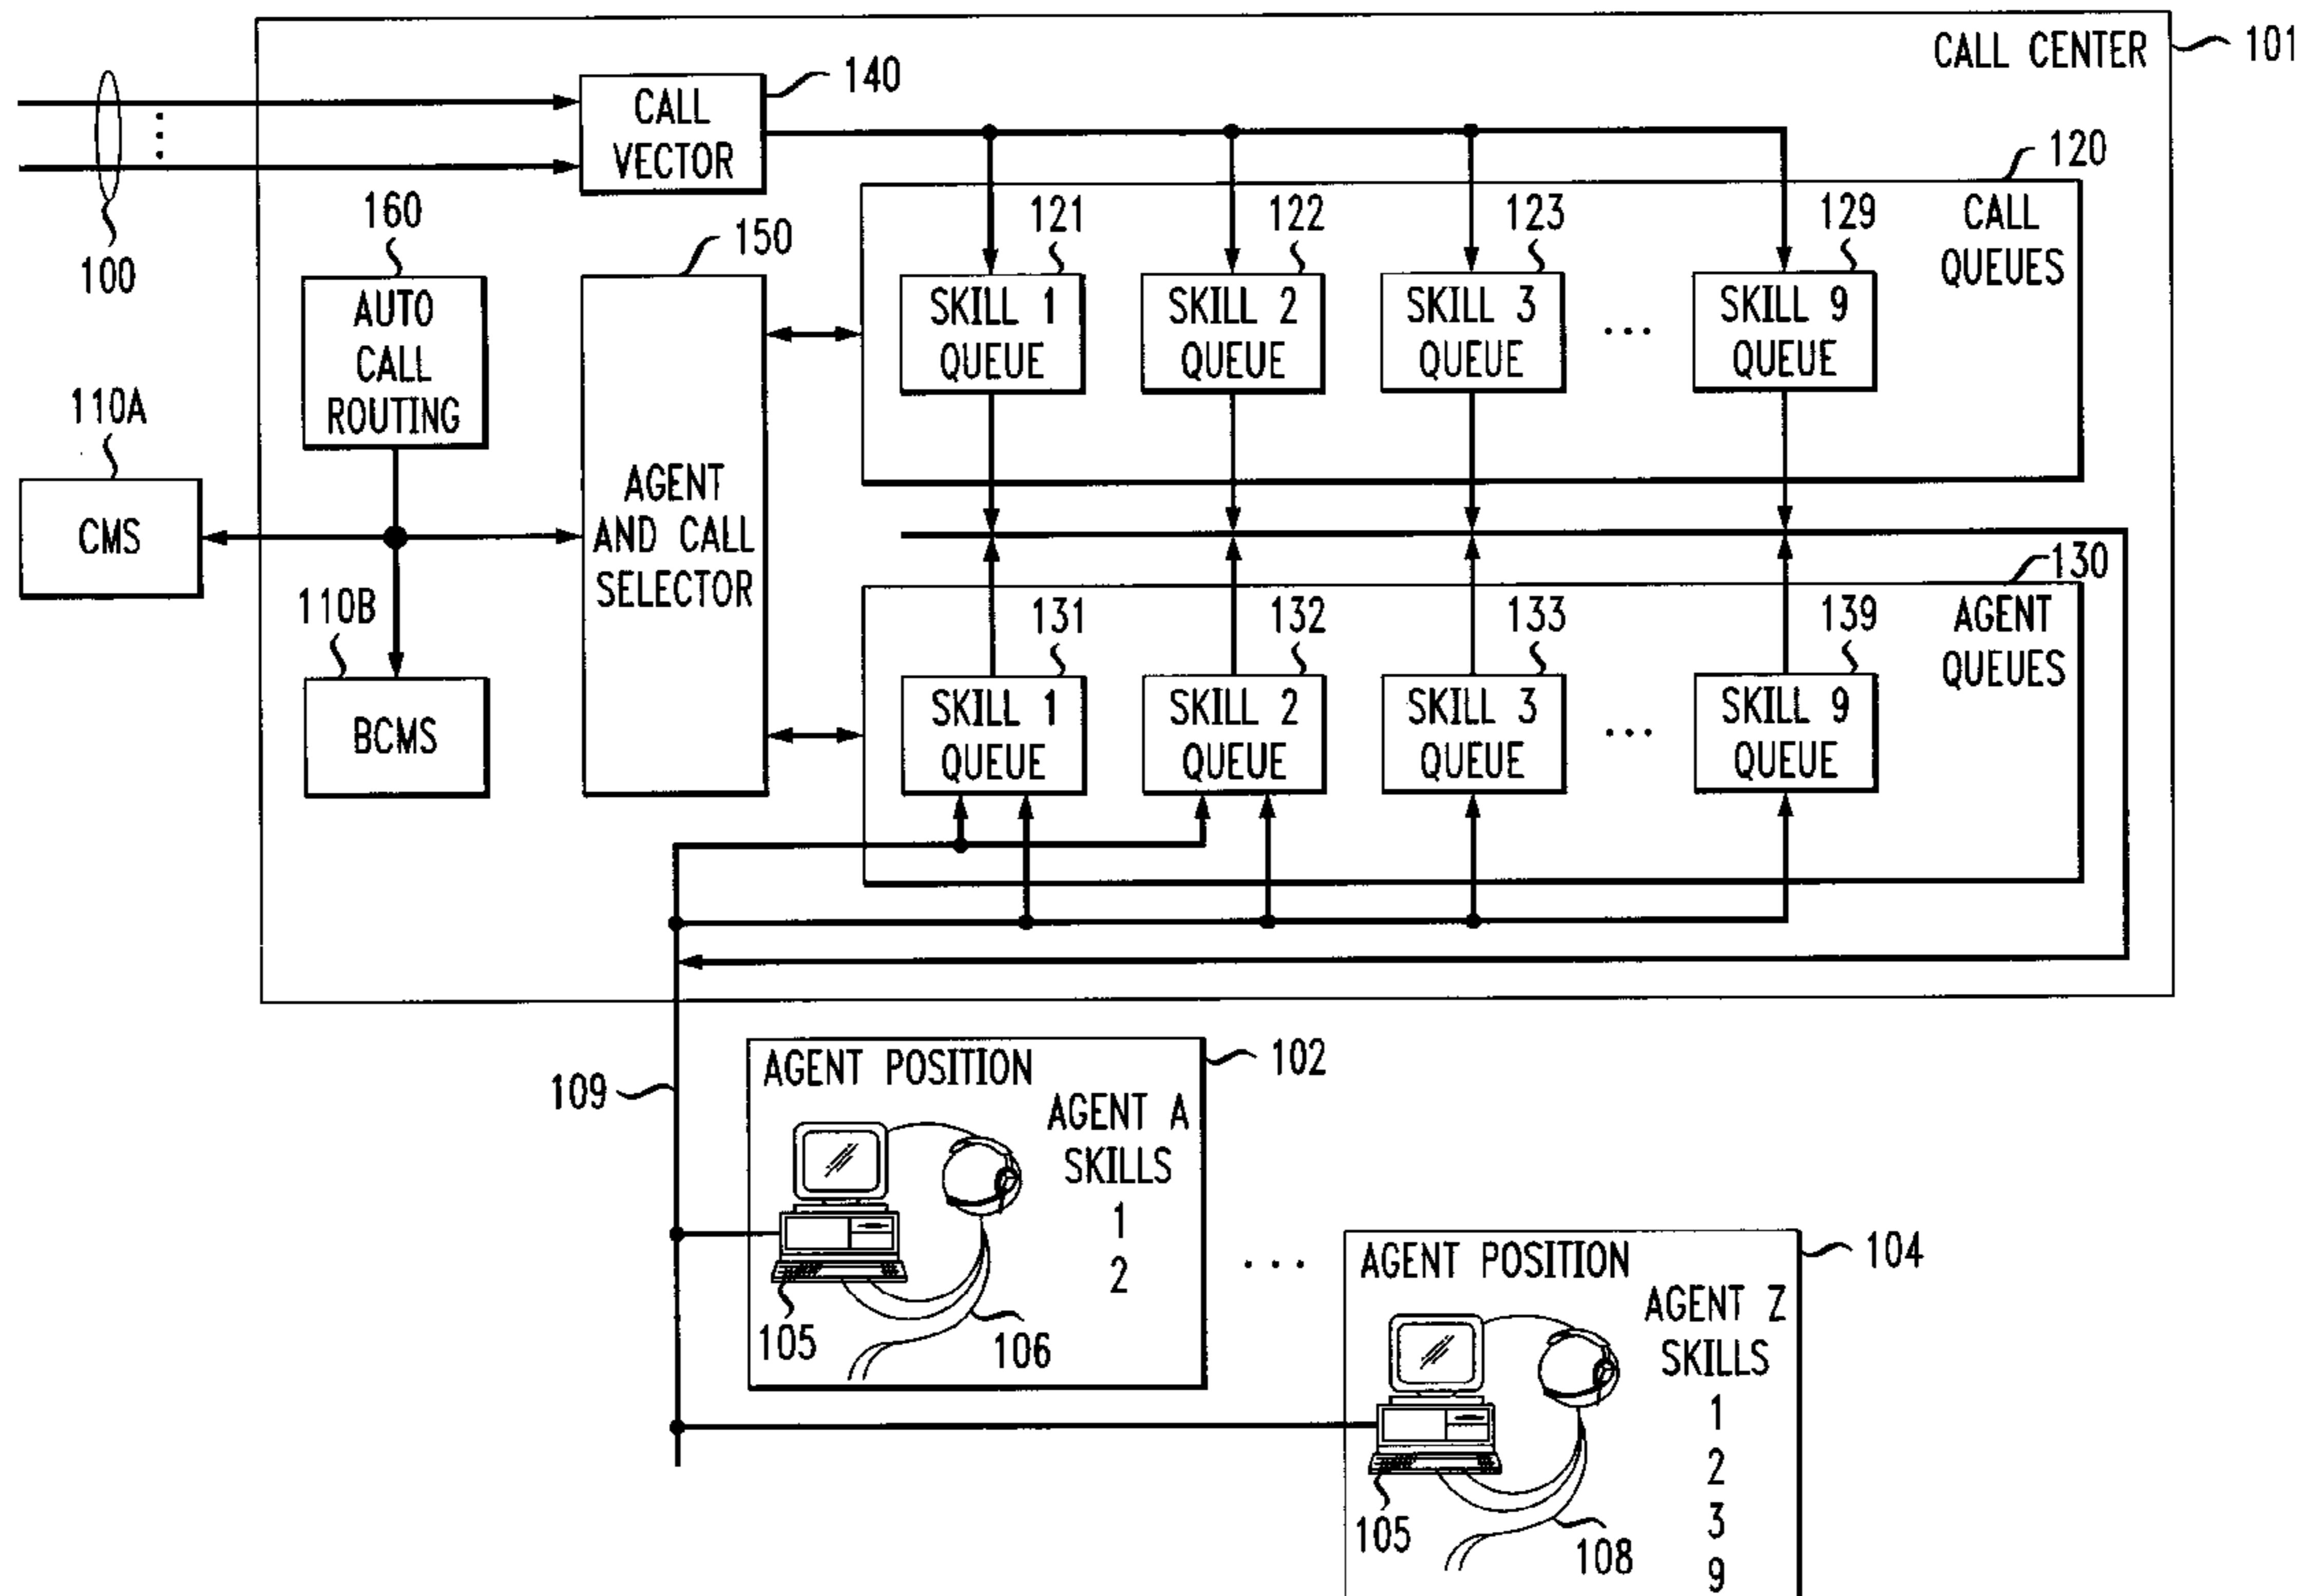 CALL CENTER
101
140
CALL
VECTOR
100
120
CALL
QUEUES
160
AUTO
CALL
ROUTING
150
AGENT
AND CALL
SELECTOR
121
122
123
129
SKILL 1
QUEUE
SKILL 2
QUEUE
SKILL 3
QUEUE
...
SKILL 9
QUEUE
110A
CMS
110B
BCMS
130
AGENT
QUEUES
131
132
133
139
SKILL 1
QUEUE
SKILL 2
QUEUE
SKILL 3
QUEUE
...
SKILL 9
QUEUE
109
102
AGENT POSITION
AGENT A
SKILLS
1
2
105
106
...
104
AGENT POSITION
AGENT Z
SKILLS
1
2
3
9
105
108